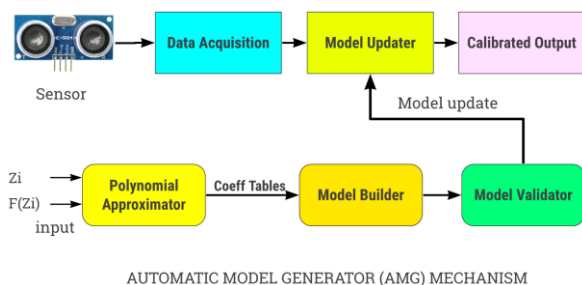 Data Acquisition
Model Updater
Calibrated Output
Sensor
Model update
Zi
F(Zi)
input
Polynomial
Approximator
Coeff Tables
Model Builder
Model Validator
AUTOMATIC MODEL GENERATOR (AMG) MECHANISM